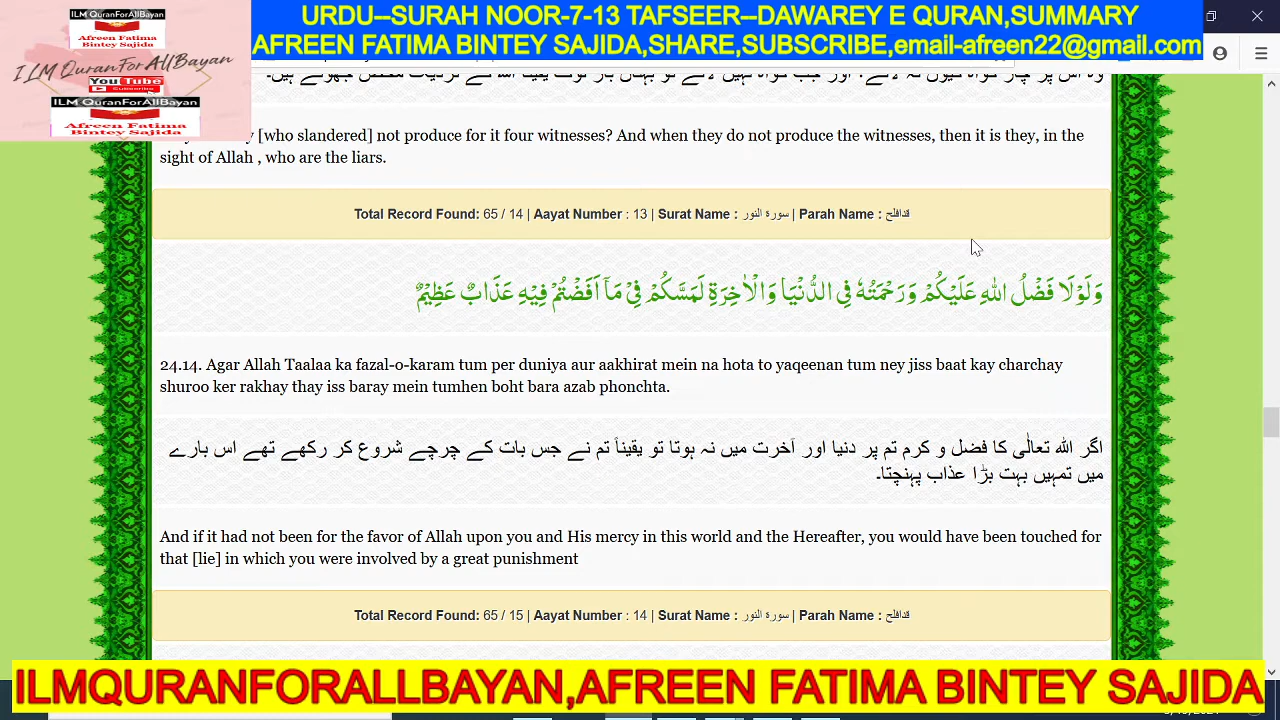 ILM QuranForAllBayan
Afreen Fatima
Bintey Sajida
ILM QuranForAllBayan
You Tube
Subscribe
ILM QuranForAllBayan
Afreen Fatima
Bintey Sajida
URDU--SURAH NO-3-7-13 TAFSEER--DAURAEY E QURAN,SUMMARY
AFREEN FATIMA BINTEY SAJIDA,SHARE,SUBSCRIBE,email-afreen22@gmail.com
[who slandered] not produce for it four witnesses? And when they do not produce the witnesses, then it is they, in the
sight of Allah , who are the liars.
Total Record Found: 65 / 14 | Aayat Number : 13 | Surat Name : سورة النور | Parah Name : قدافلح
وَلَوْلَا فَضْلُ اللّٰهِ عَلَيْكُمْ وَرَحْمَتُهٗ فِي الدُّنْيَا وَالْاٰخِرَةِ لَمَسَّكُمْ فِيْ مَآ اَفَضْتُمْ فِيْهِ عَذَابٌ عَظِيْمٌ
24.14. Agar Allah Taalaa ka fazal-o-karam tum per duniya aur aakhirat mein na hota to yaqeenan tum ney jiss baat kay charchay
shuroo ker rakhay thay iss baray mein tumhen boht bara azab phonchta.
اگر اللہ تعالٰی کا فضل و کرم تم پر دنیا اور آخرت میں نہ ہوتا تو یقیناً تم نے جس بات کے چرچے شروع کر رکھے تھے اس بارے
میں تمہیں بہت بڑا عذاب پہنچتا۔
And if it had not been for the favor of Allah upon you and His mercy in this world and the Hereafter, you would have been touched for
that [lie] in which you were involved by a great punishment
Total Record Found: 65 / 15 | Aayat Number : 14 | Surat Name : سورة النور | Parah Name : قدافلح
ILMQURANFORALLBAYAN,AFREEN FATIMA BINTEY SAJIDA